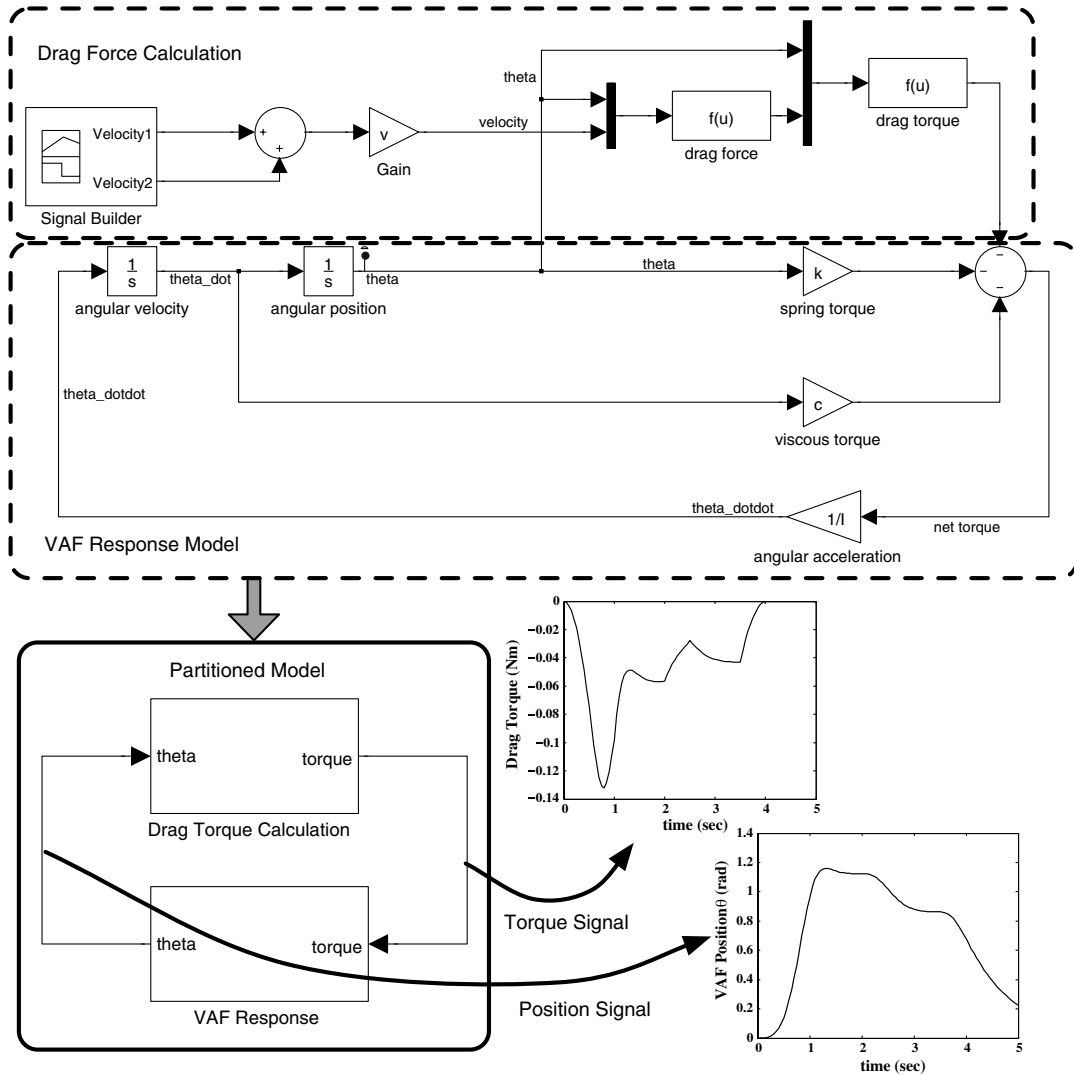 Drag Force Calculation
Velocity1
Velocity2
Signal Builder
+
+
v
Gain
velocity
theta
f(u)
drag force
f(u)
drag torque
1
s
angular velocity
theta_dot
1
s
angular position
theta
theta
k
spring torque
−
−
−
theta_dotdot
c
viscous torque
theta_dotdot
1/I
net torque
angular acceleration
VAF Response Model
Partitioned Model
theta
torque
Drag Torque Calculation
theta
torque
VAF Response
Torque Signal
Position Signal
Drag Torque (Nm)
0
−0.02
−0.04
−0.06
−0.08
−0.1
−0.12
−0.14
0 1 2 3 4 5
time (sec)
VAF Positionθ (rad)
1.4
1.2
1
0.8
0.6
0.4
0.2
0
0 1 2 3 4 5
time (sec)